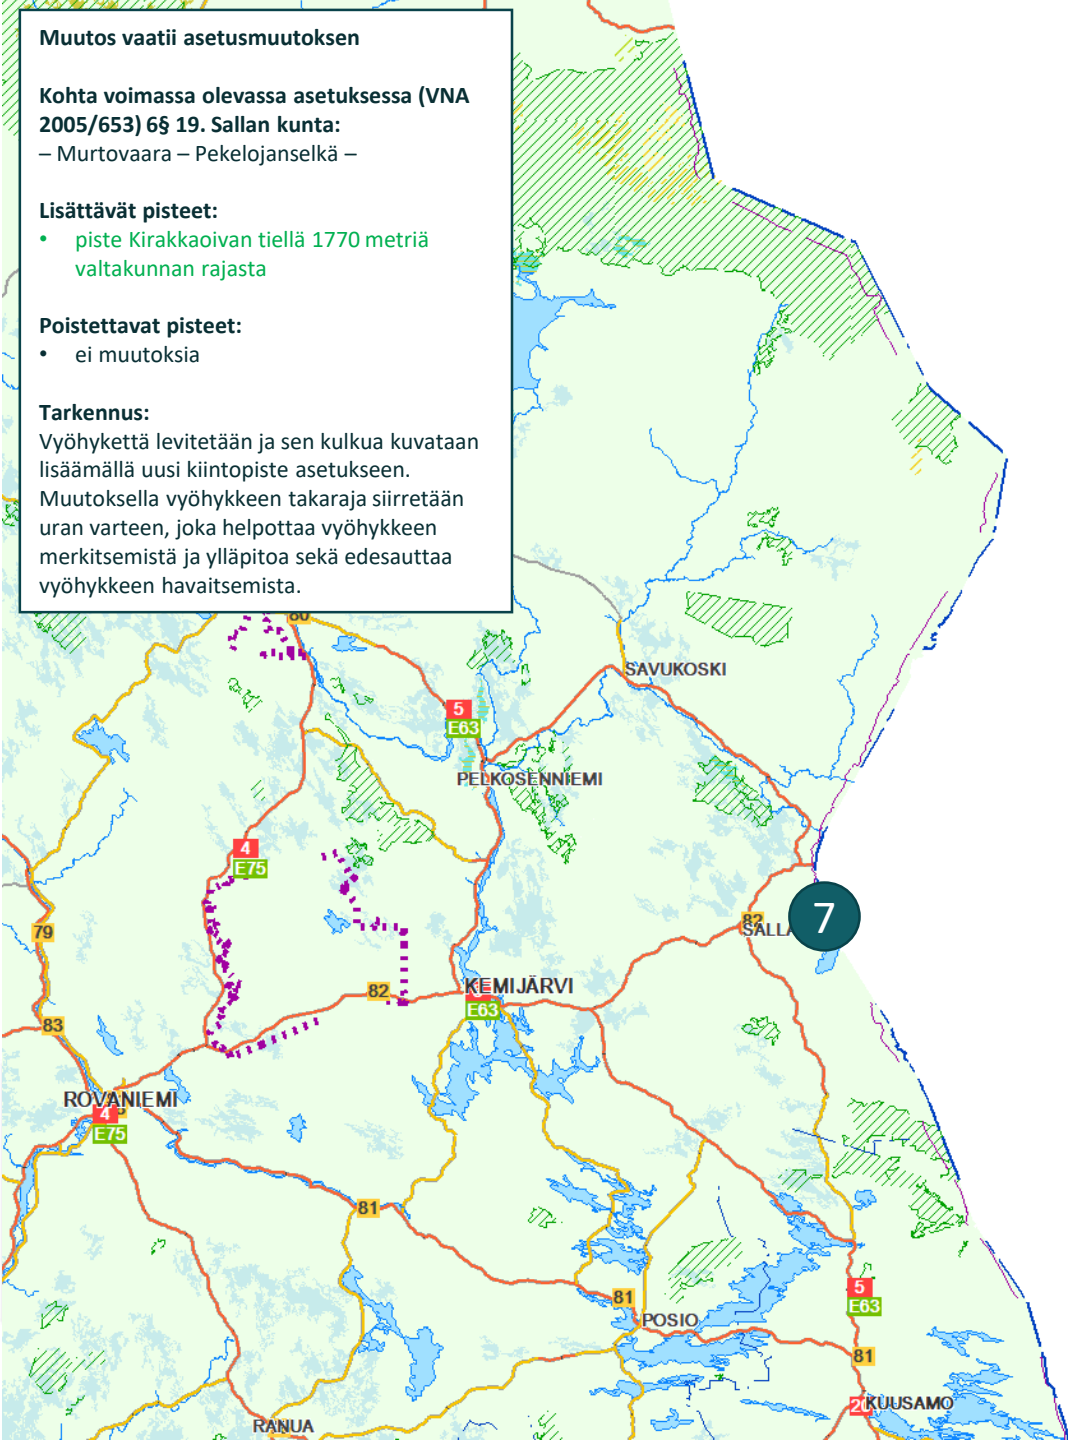 Muutos vaatii asetusmuutoksen
Kohta voimassa olevassa asetuksessa (VNA
2005/653) 6§ 19. Sallan kunta:
– Murtovaara – Pekelojanselkä –
Lisättävät pisteet:
• piste Kirakkaoivan tiellä 1770 metriä
valtakunnan rajasta
Poistettavat pisteet:
• ei muutoksia
Tarkennus:
Vyöhykettä levitetään ja sen kulkua kuvataan
lisäämällä uusi kiintopiste asetukseen.
Muutoksella vyöhykkeen takaraja siirretään
uran varteen, joka helpottaa vyöhykkeen
merkitsemistä ja ylläpitoa sekä edesauttaa
vyöhykkeen havaitsemista.
80
SAVUKOSKI
5
E63
PELKOSENNIEMI
4
E75
82
SALLA
7
79
82
KEMIJÄRVI
E63
83
ROVANIEMI
4
E75
81
5
E63
81
POSIO
81
KUUSAMO
RANUA